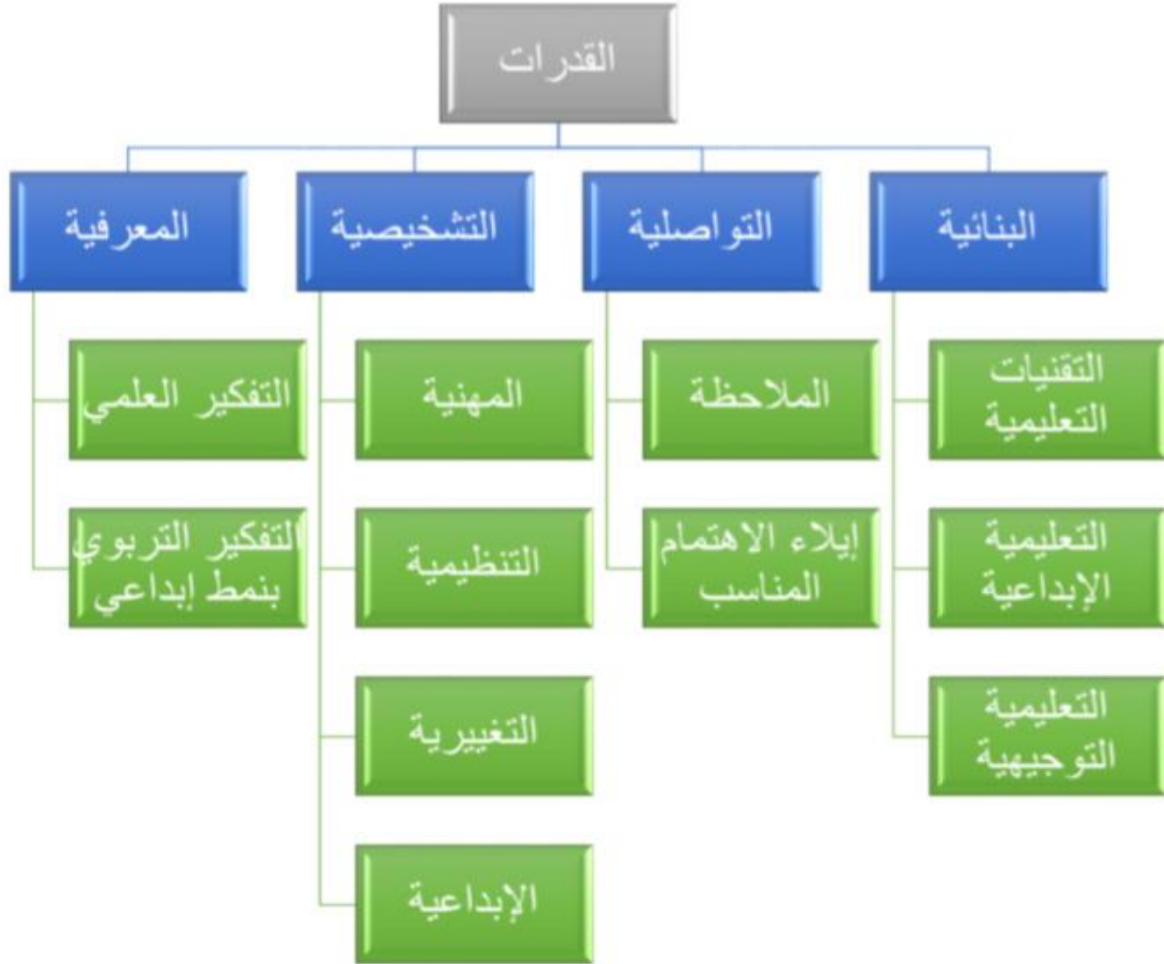 القدرات
البنائية
التواصلية
التشخيصية
المعرفية
التقنيات
التعليمية
الملاحظة
المهنية
التفكير العلمي
التعليمية
الإبداعية
إيلاء الاهتمام
المناسب
التنظيمية
التفكير التربوي
بنمط إبداعي
التعليمية
التوجيهية
التغييرية
الإبداعية